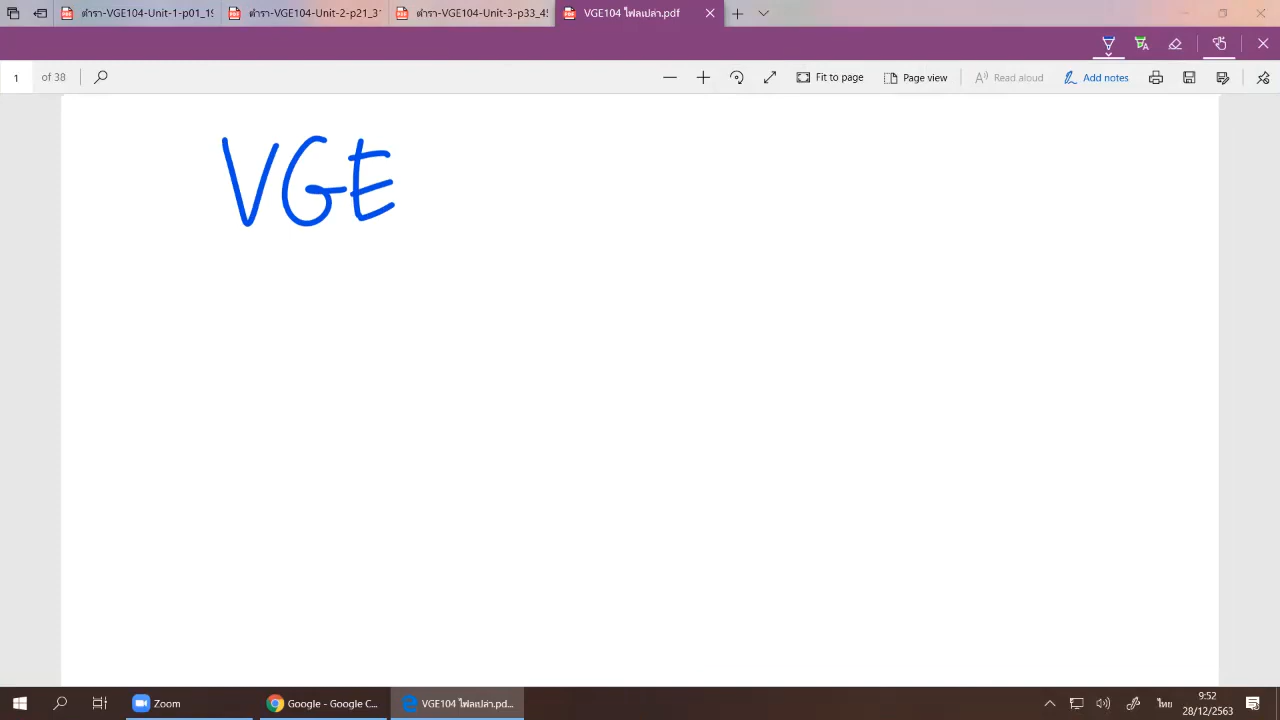 ตำรา-VGE104-Unit-1-p01_1
ตำรา-VGE104-Unit-2-p21_3
ตำรา-VGE104-Unit-3-p33_4
VGE104 ไฟลเปล่า.pdf
1 of 38 Fit to page Page view Read aloud Add notes
VGE
Zoom Google - Google C... VGE104 ไฟลเปล่า.pd... ไทย 9:52
28/12/2563